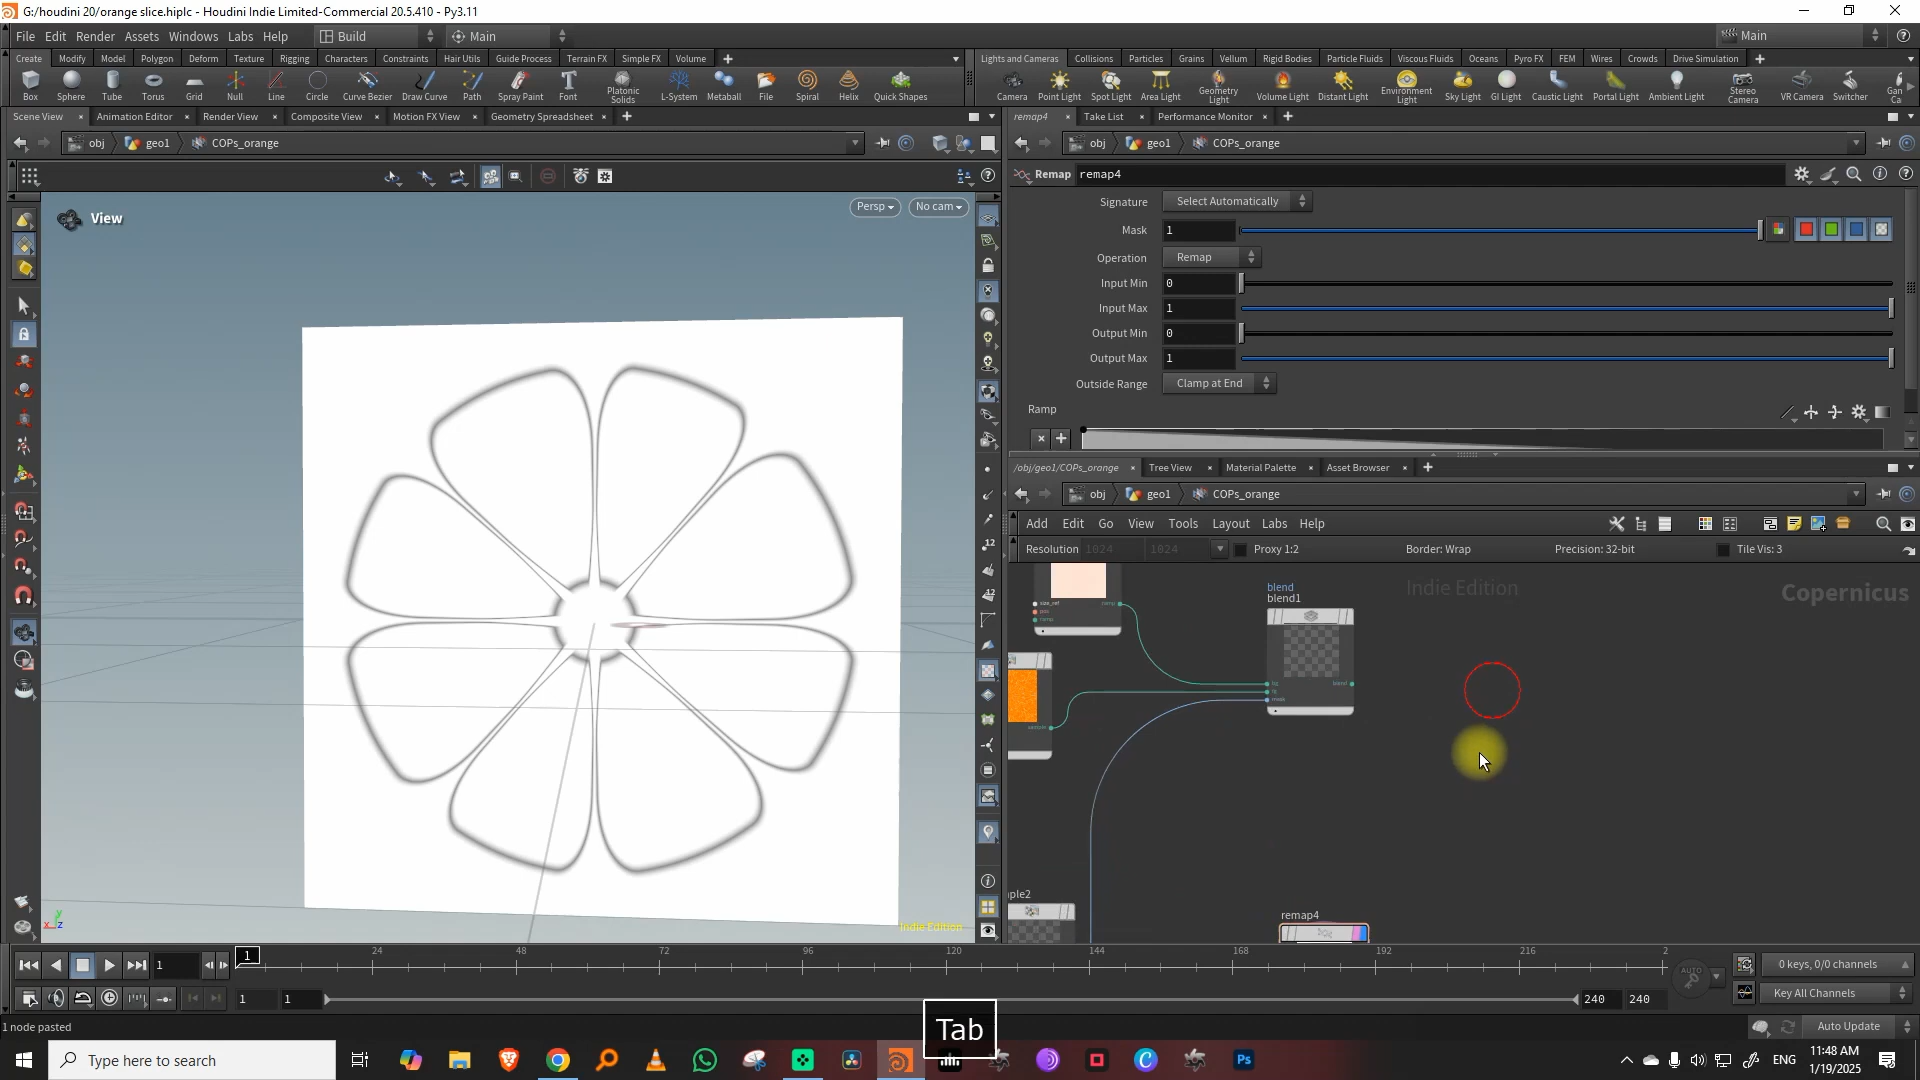 G:/houdini 20/orange slice.hiplc - Houdini Indie Limited-Commercial 20.5.410 - Py3.11
File Edit Render Assets Windows Labs Help Build Main Main
Create Modify Model Polygon Deform Texture Rigging Characters Constraints Hair Utils Guide Process Terrain FX Simple FX Volume
Lights and Cameras Collisions Particles Grains Vellum Rigid Bodies Particle Fluids Viscous Fluids Oceans Pyro FX FEM Wires Crowds Drive Simulation
Box Sphere Tube Torus Grid Null Line Circle Curve Bezier Draw Curve Path Spray Paint Font Platonic Solids L-System Metaball File Spiral Helix Quick Shapes
Camera Point Light Spot Light Area Light Geometry Light Volume Light Distant Light Environment Light Sky Light GI Light Caustic Light Portal Light Ambient Light Stereo Camera VR Camera Switcher
Scene View Animation Editor Render View Composite View Motion FX View Geometry Spreadsheet
remap4 Take List Performance Monitor
obj geo1 COPs_orange
obj geo1 COPs_orange
Remap remap4
View
Persp No cam
Signature Select Automatically
Mask 1
Operation Remap
Input Min 0
Input Max 1
Output Min 0
Output Max 1
Outside Range Clamp at End
Ramp
/obj/geo1/COPs_orange Tree View Material Palette Asset Browser
obj geo1 COPs_orange
Add Edit Go View Tools Layout Labs Help
Resolution 1024 1024 Proxy 1:2 Border: Wrap Precision: 32-bit Tile Vis: 3
Indie Edition
Copernicus
blend
blend1
size_ref
ramp
remap4
Indie Edition
1 24 48 72 96 120 144 168 192 216 2
1
0 keys, 0/0 channels
1 1 240 240
AUTO
Key All Channels
1 node pasted
Tab
Auto Update
Type here to search
ENG
11:48 AM
1/19/2025